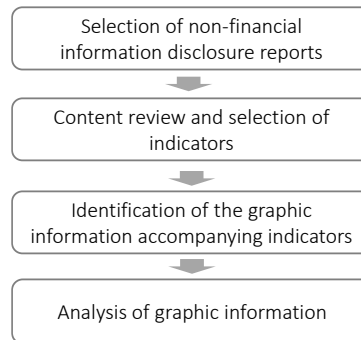 Selection of non-financial
information disclosure reports
Content review and selection of
indicators
Identification of the graphic
information accompanying indicators
Analysis of graphic information